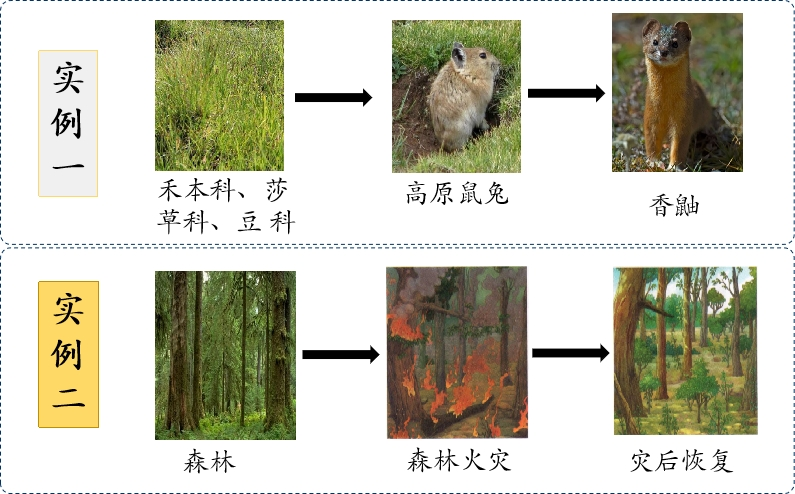 实例一
禾本科、莎
草科、豆科
高原鼠兔
香鼬
实例二
森林
森林火灾
灾后恢复